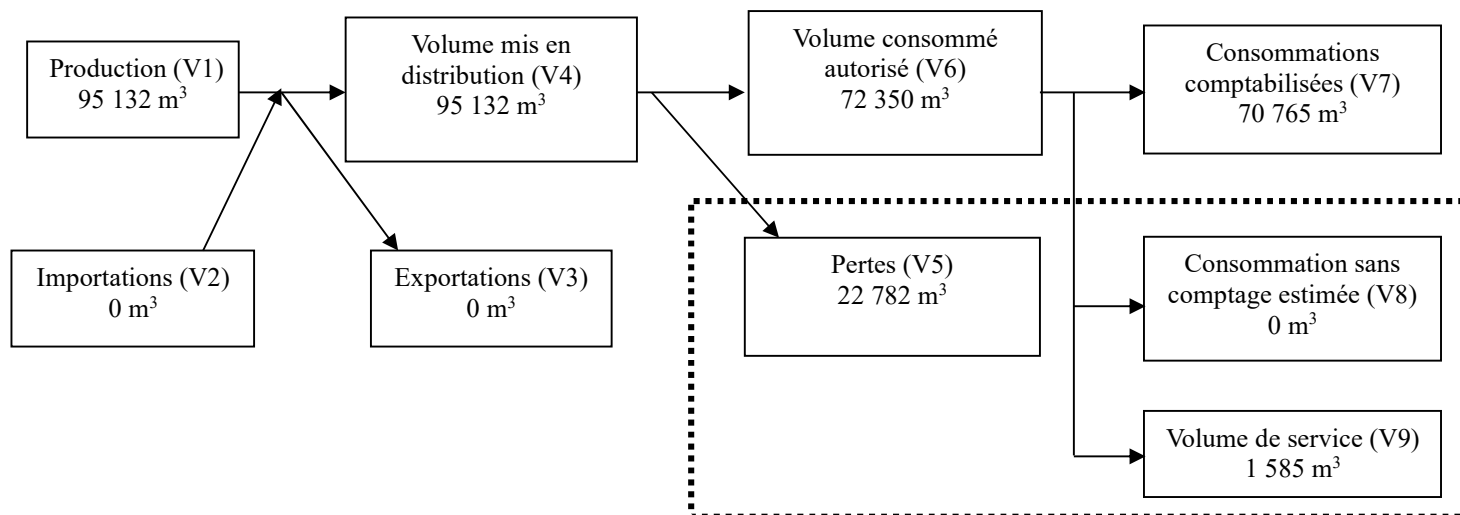 Production (V1)
95 132 m³
Volume mis en
distribution (V4)
95 132 m³
Volume consommé
autorisé (V6)
72 350 m³
Consommations
comptabilisées (V7)
70 765 m³
Importations (V2)
0 m³
Exportations (V3)
0 m³
Pertes (V5)
22 782 m³
Consommation sans
comptage estimée (V8)
0 m³
Volume de service (V9)
1 585 m³